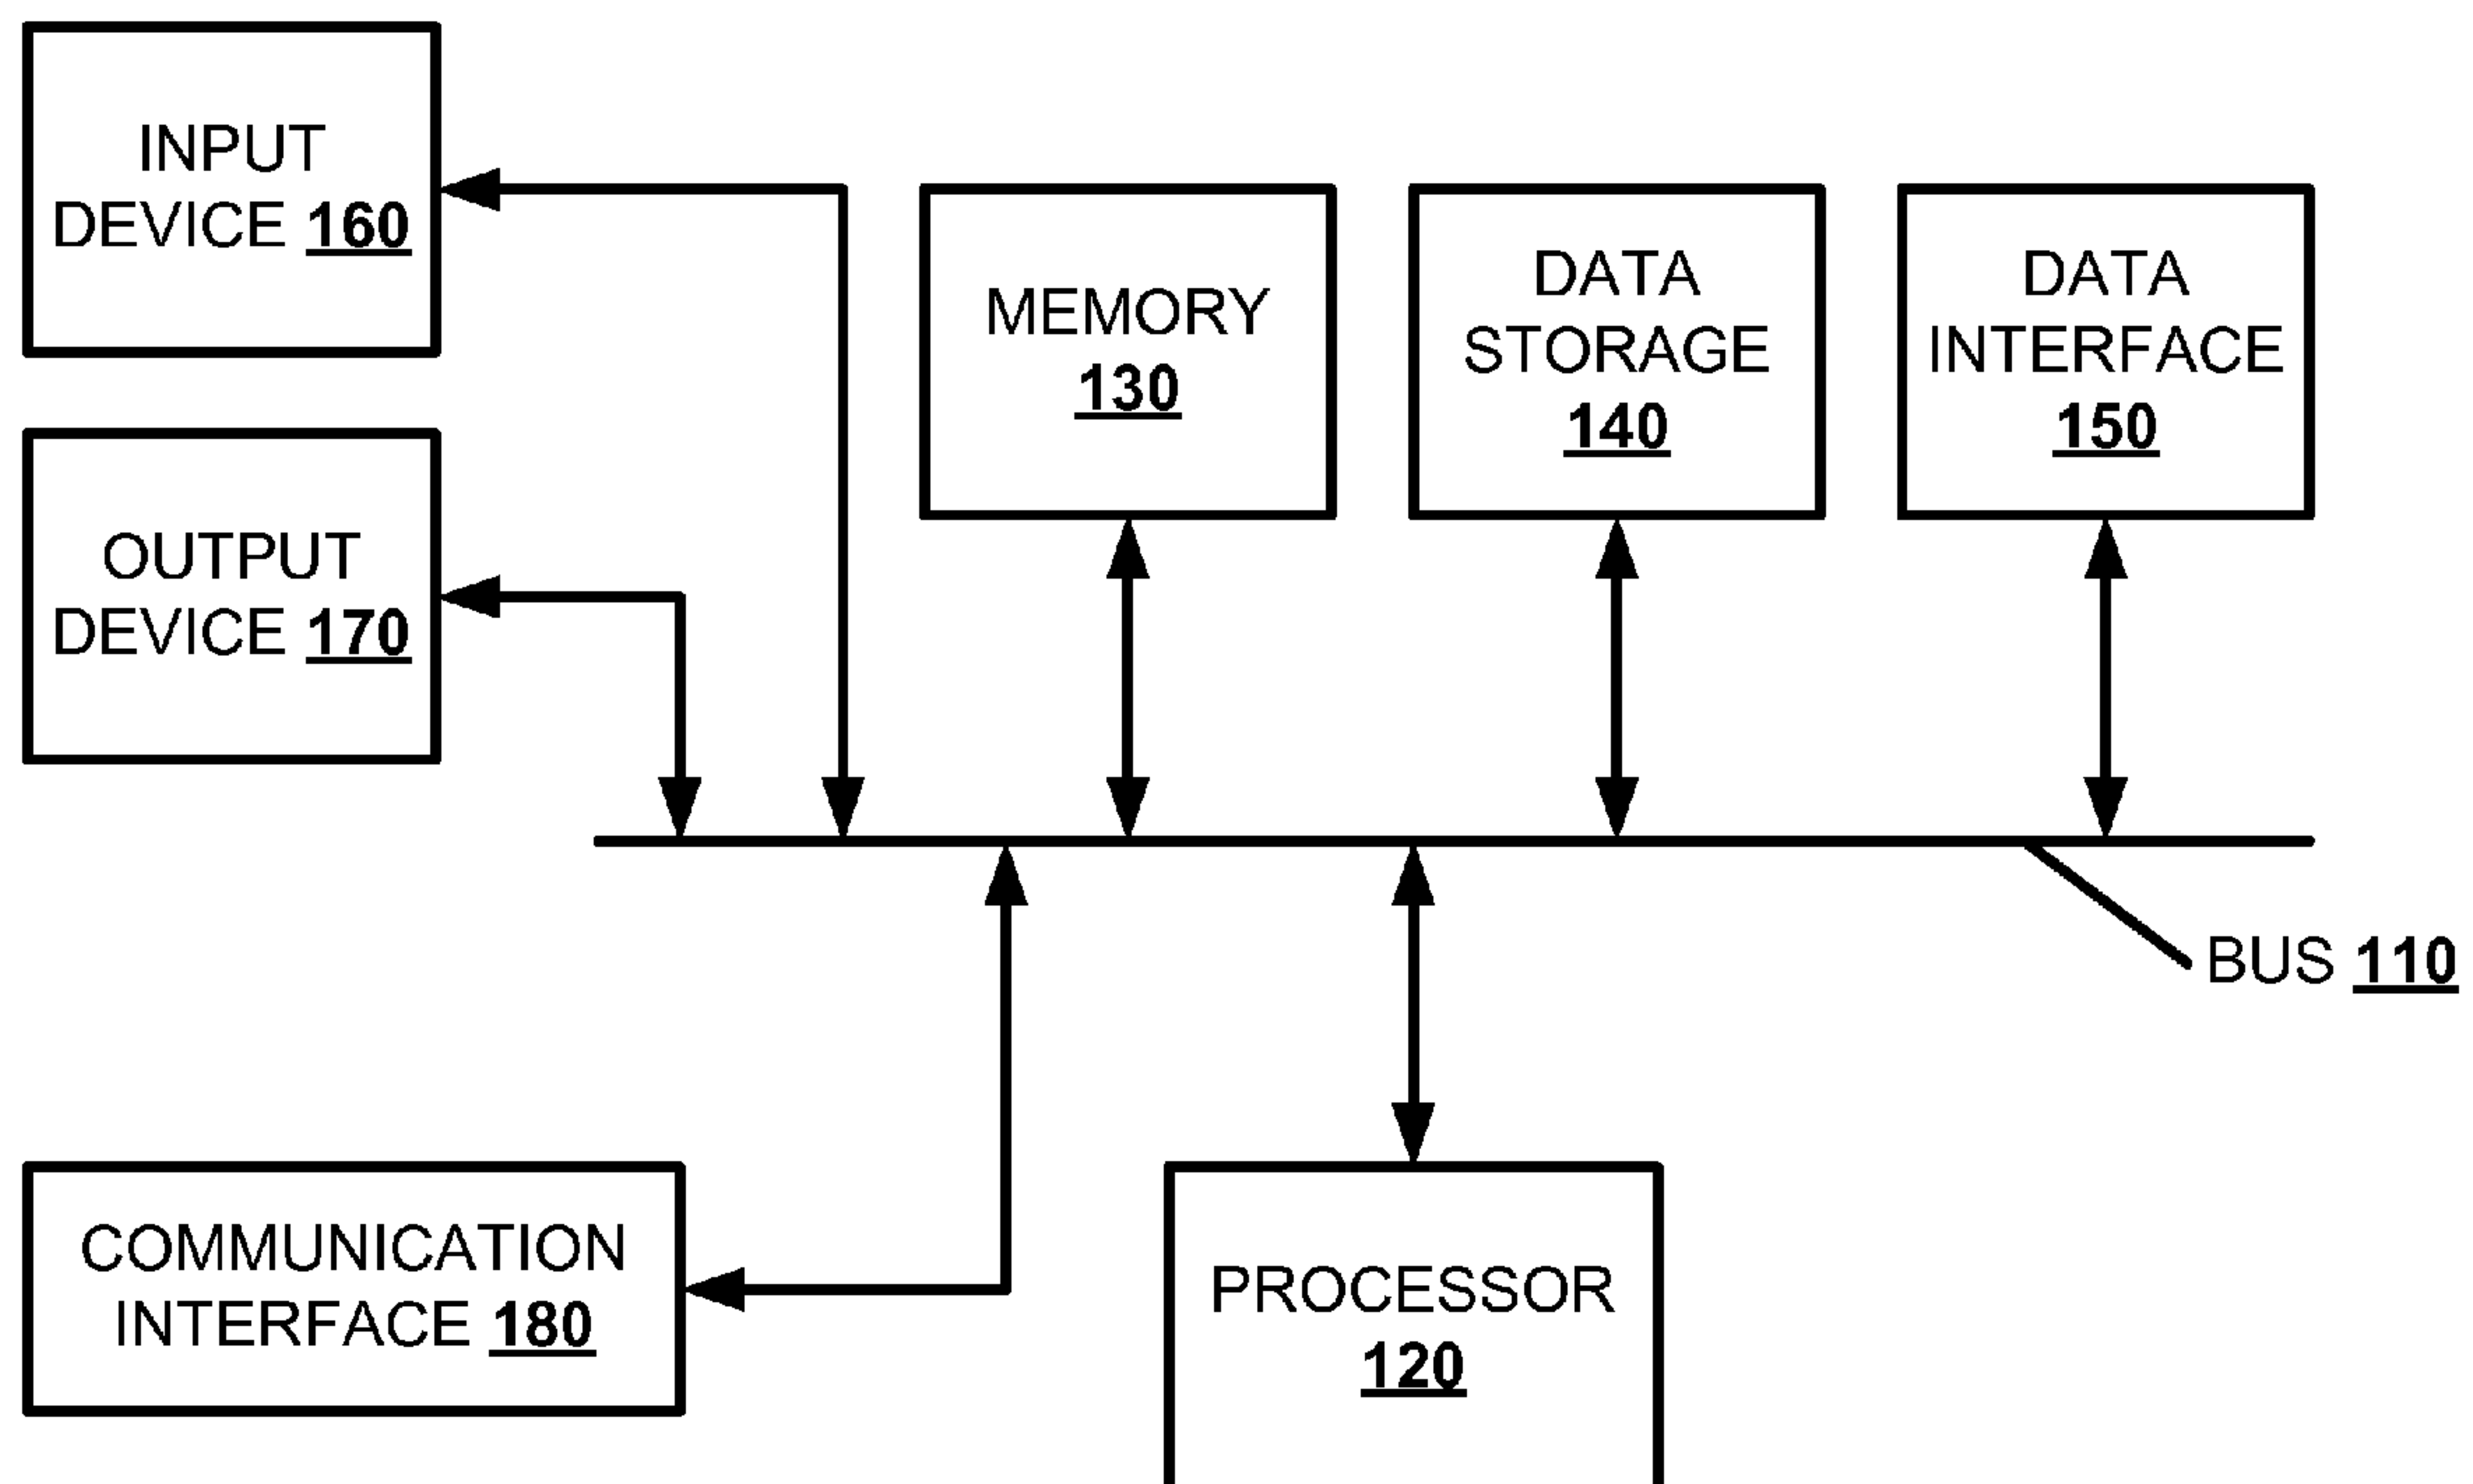 INPUT
DEVICE 160
MEMORY
130
DATA
STORAGE
140
DATA
INTERFACE
150
OUTPUT
DEVICE 170
BUS 110
COMMUNICATION
INTERFACE 180
PROCESSOR
120